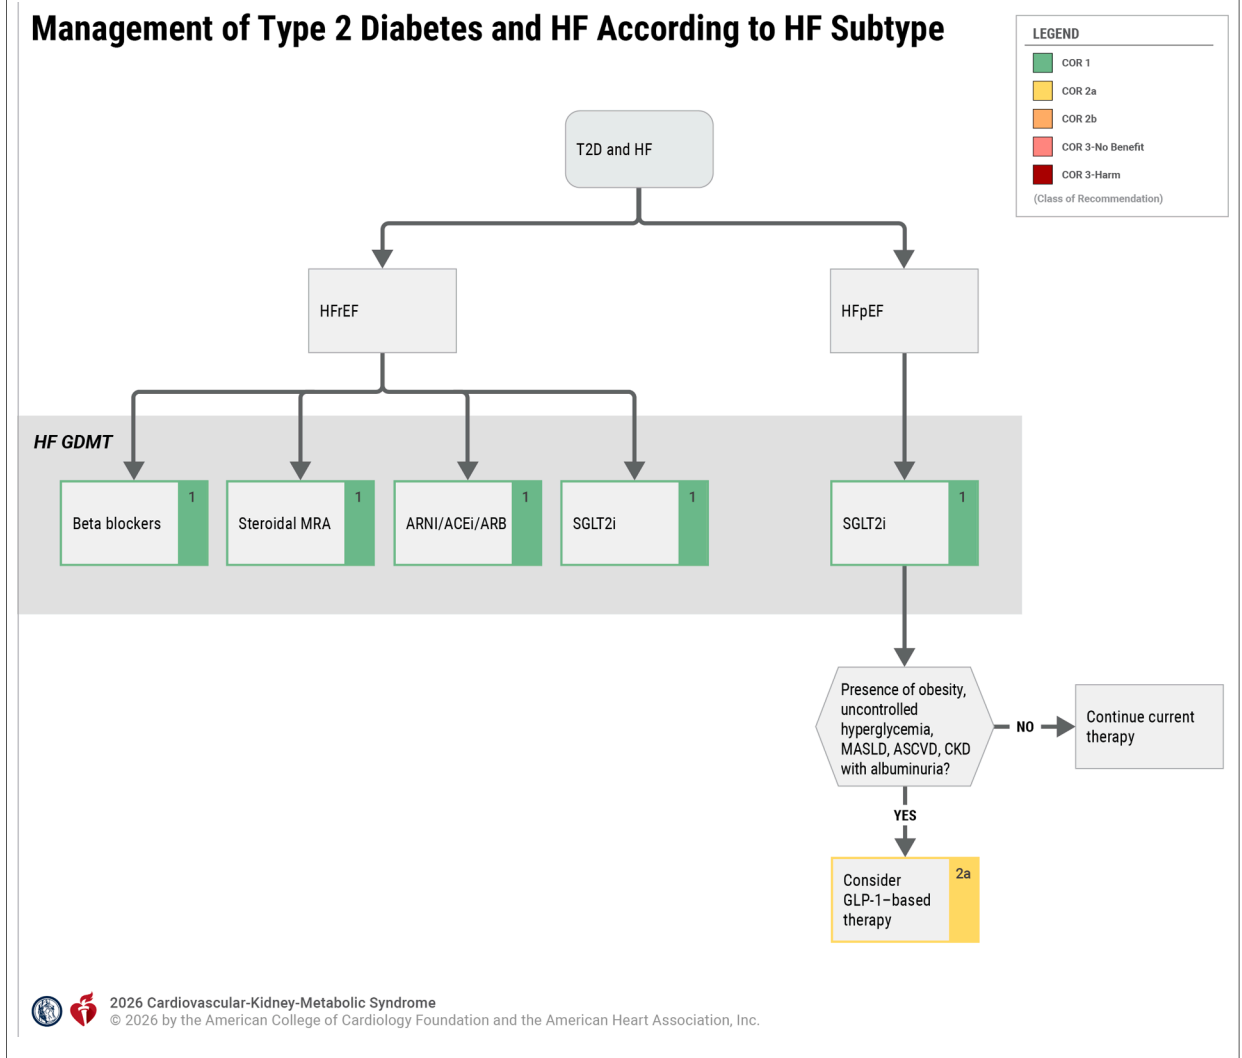 Management of Type 2 Diabetes and HF According to HF Subtype
LEGEND
COR 1
COR 2a
COR 2b
COR 3-No Benefit
COR 3-Harm
(Class of Recommendation)
T2D and HF
HFrEF
HFpEF
HF GDMT
Beta blockers
1
Steroidal MRA
1
ARNI/ACEi/ARB
1
SGLT2i
1
SGLT2i
1
Presence of obesity,
uncontrolled
hyperglycemia,
MASLD, ASCVD, CKD
with albuminuria?
NO
Continue current
therapy
YES
Consider
GLP-1–based
therapy
2a
2026 Cardiovascular-Kidney-Metabolic Syndrome
© 2026 by the American College of Cardiology Foundation and the American Heart Association, Inc.